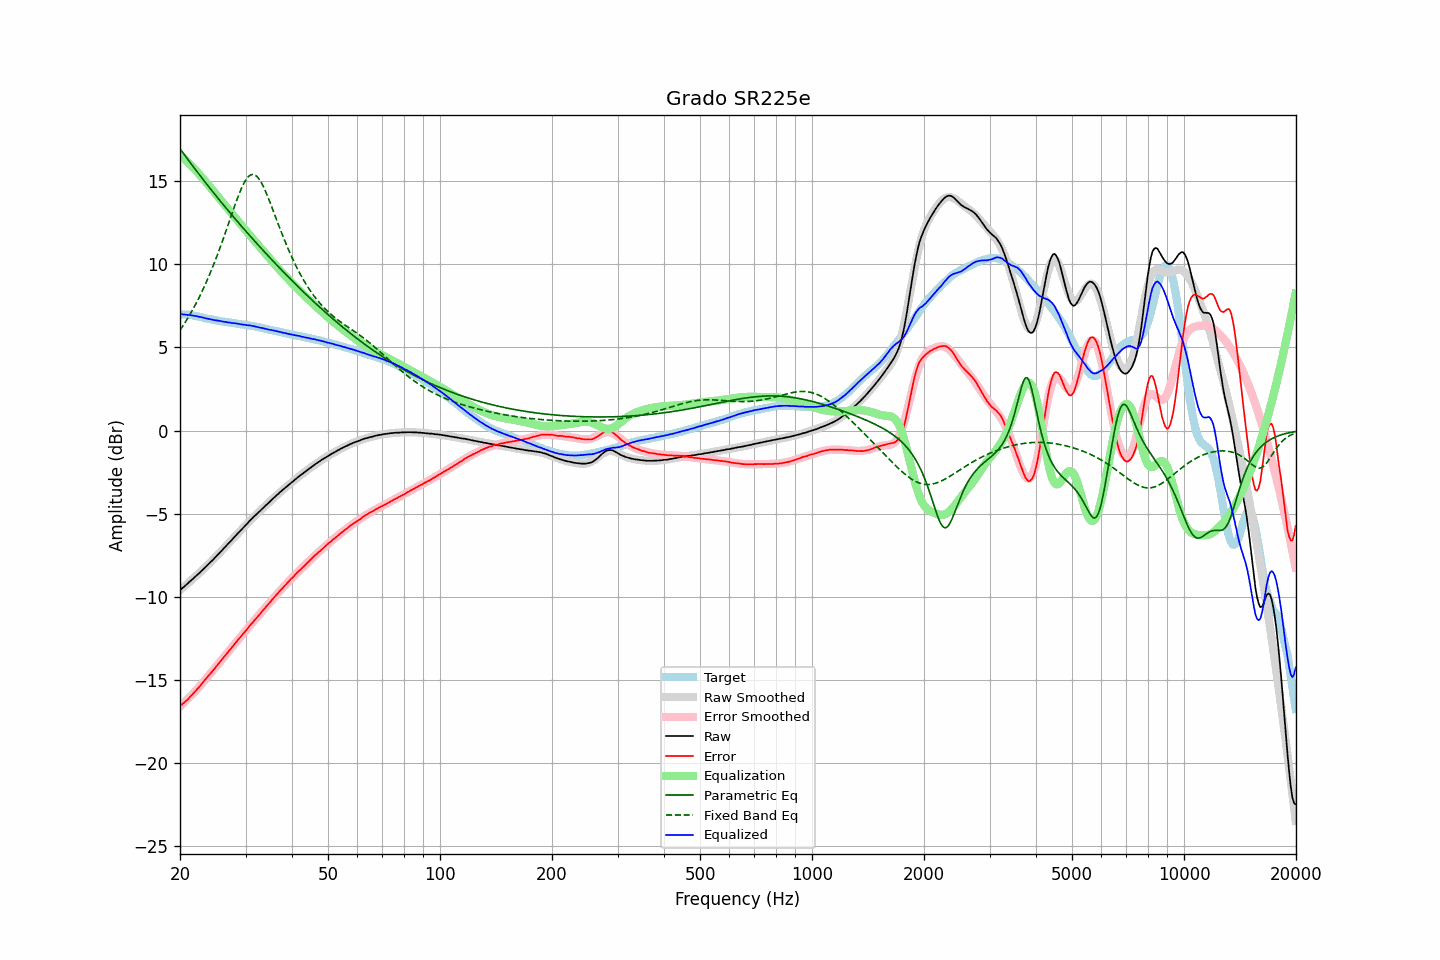 Grado SR225e
15
10
5
0
−5
−10
−15
−20
−25
Amplitude (dBr)
Target
Raw Smoothed
Error Smoothed
Raw
Error
Equalization
Parametric Eq
Fixed Band Eq
Equalized
20 50 100 200 500 1000 2000 5000 10000 20000
Frequency (Hz)